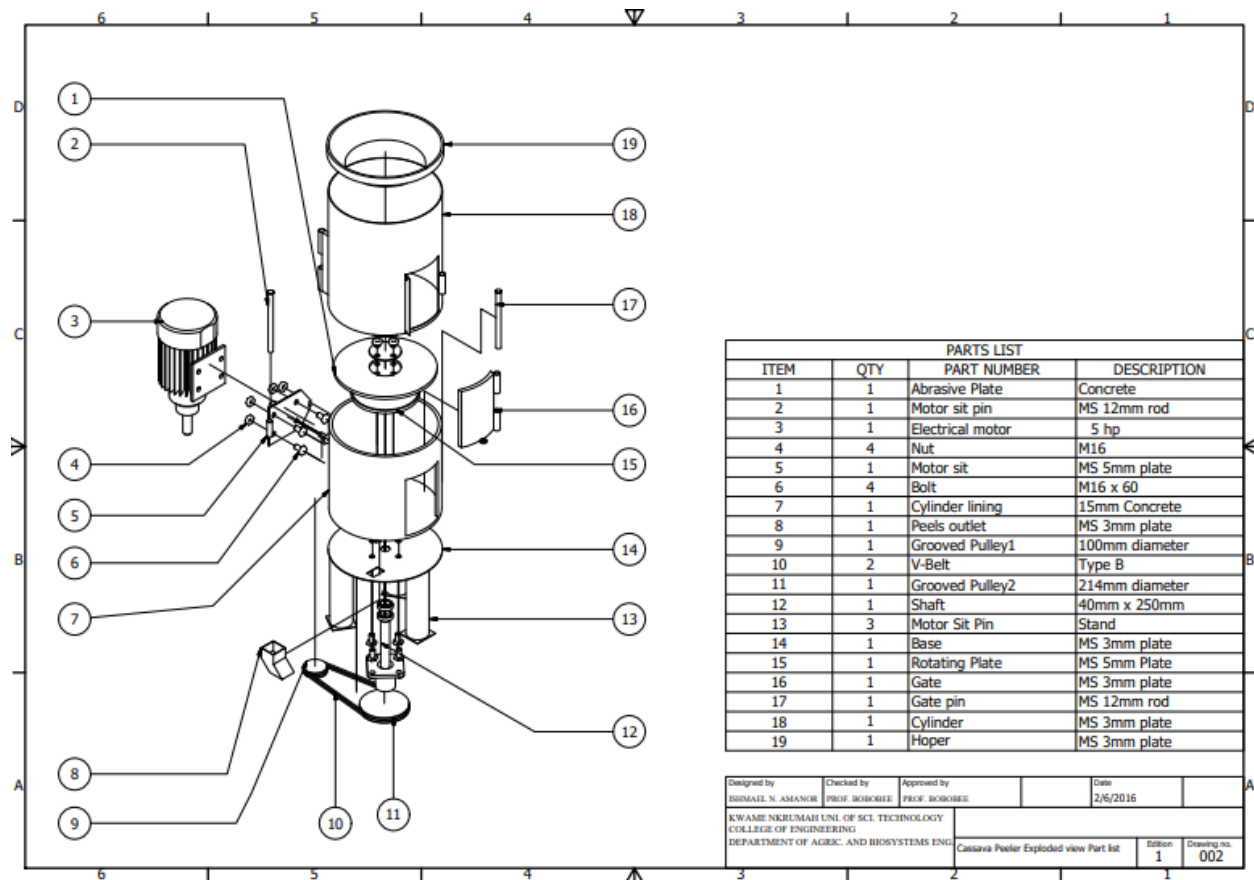 6 5 4 3 2 1
D D
C C
B B
A A
1
2
3
4
5
6
7
8
9
10
11
12
13
14
15
16
17
18
19
PARTS LIST
ITEM QTY PART NUMBER DESCRIPTION
1 1 Abrasive Plate Concrete
2 1 Motor sit pin MS 12mm rod
3 1 Electrical motor 5 hp
4 4 Nut M16
5 1 Motor sit MS 5mm plate
6 4 Bolt M16 x 60
7 1 Cylinder lining 15mm Concrete
8 1 Peels outlet MS 3mm plate
9 1 Grooved Pulley1 100mm diameter
10 2 V-Belt Type B
11 1 Grooved Pulley2 214mm diameter
12 1 Shaft 40mm x 250mm
13 3 Motor Sit Pin Stand
14 1 Base MS 3mm plate
15 1 Rotating Plate MS 5mm Plate
16 1 Gate MS 3mm plate
17 1 Gate pin MS 12mm rod
18 1 Cylinder MS 3mm plate
19 1 Hoper MS 3mm plate
Designed by Checked by Approved by Date
ISHMAEL N. AMANOR PROF. BOBOBEE PROF. BOBOBEE 2/6/2016
KWAME NKRUMAH UNI. OF SCI. TECHNOLOGY
COLLEGE OF ENGINEERING
DEPARTMENT OF AGRIC. AND BIOSYSTEMS ENG.
Cassava Peeler Exploded view Part list
Edition Drawing no.
1 002
6 5 4 3 2 1